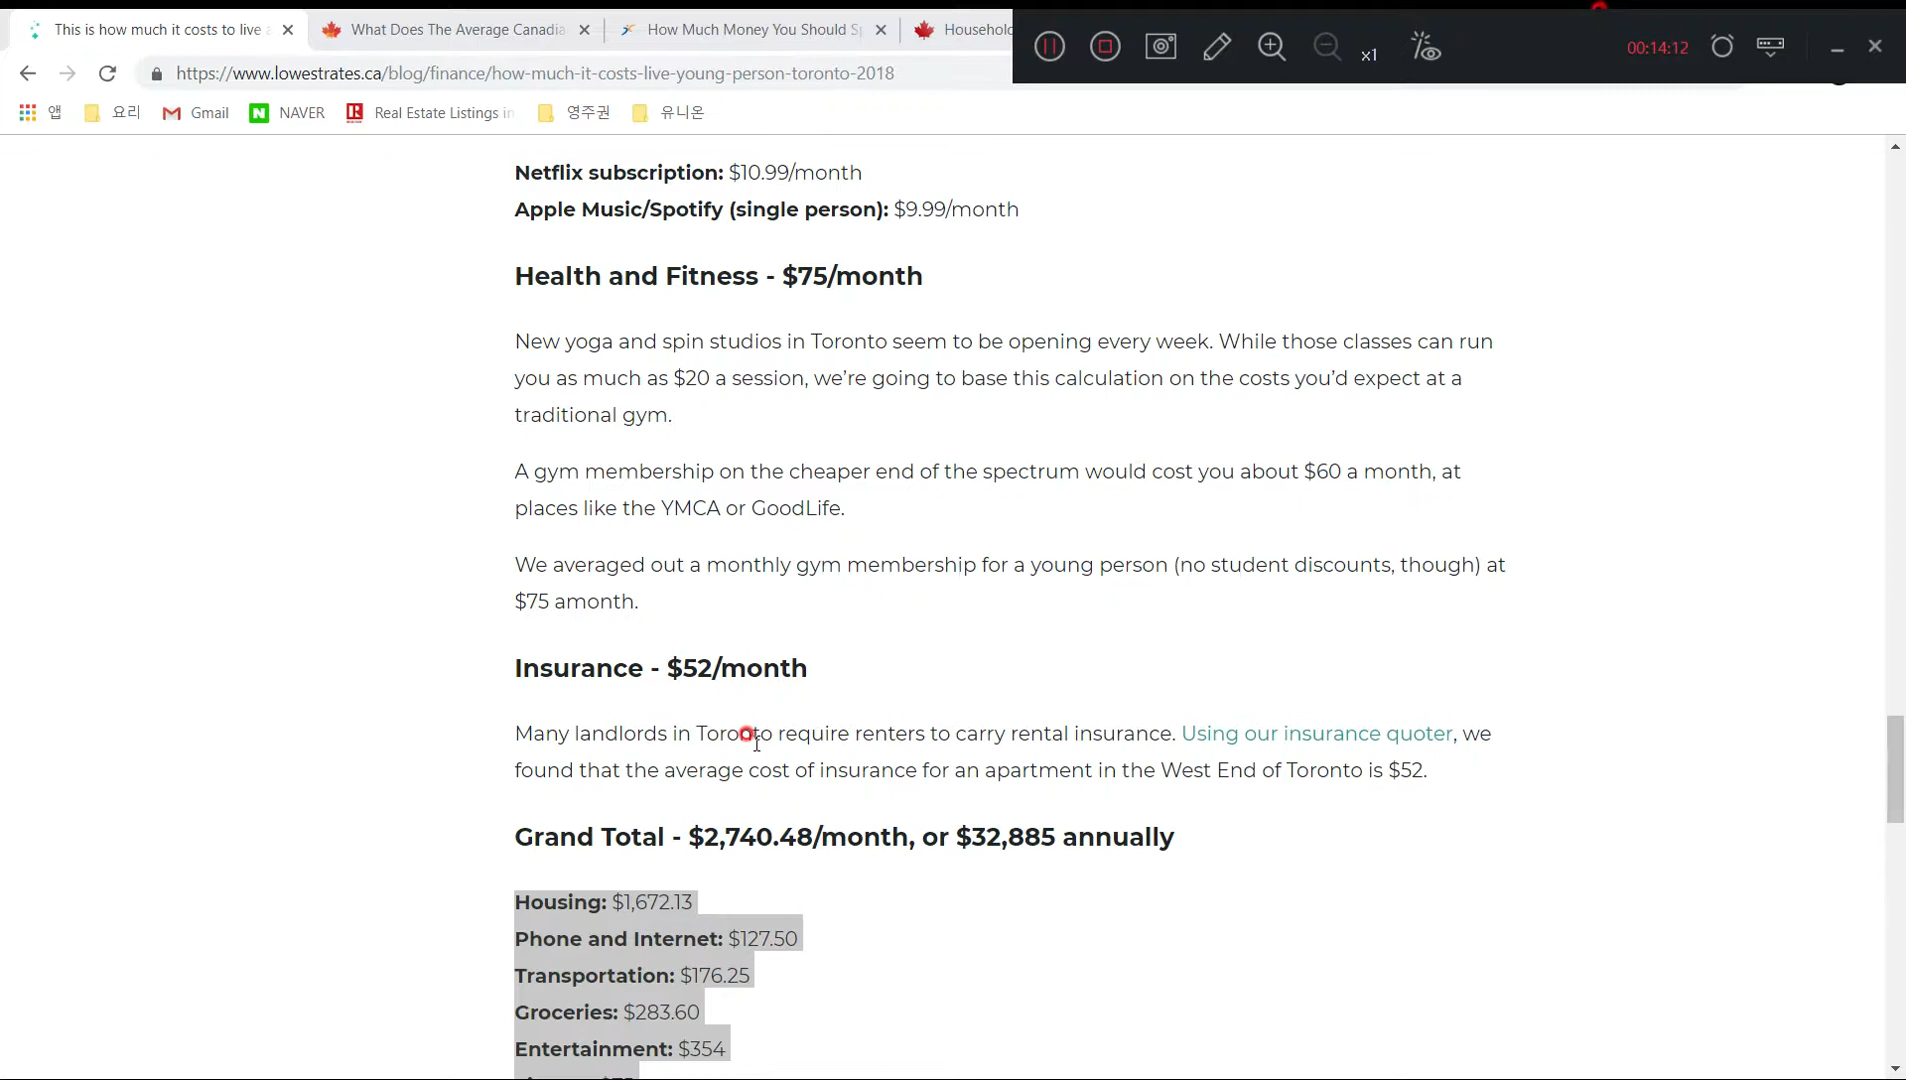 This is how much it costs to live a
What Does The Average Canadia
How Much Money You Should Sp
Househol
x1
00:14:12
https://www.lowestrates.ca/blog/finance/how-much-it-costs-live-young-person-toronto-2018
앱
요리
Gmail
NAVER
Real Estate Listings in
영주권
유니온
Netflix subscription: $10.99/month
Apple Music/Spotify (single person): $9.99/month
Health and Fitness - $75/month
New yoga and spin studios in Toronto seem to be opening every week. While those classes can run
you as much as $20 a session, we’re going to base this calculation on the costs you’d expect at a
traditional gym.
A gym membership on the cheaper end of the spectrum would cost you about $60 a month, at
places like the YMCA or GoodLife.
We averaged out a monthly gym membership for a young person (no student discounts, though) at
$75 amonth.
Insurance - $52/month
Many landlords in Toronto require renters to carry rental insurance. Using our insurance quoter, we
found that the average cost of insurance for an apartment in the West End of Toronto is $52.
Grand Total - $2,740.48/month, or $32,885 annually
Housing: $1,672.13
Phone and Internet: $127.50
Transportation: $176.25
Groceries: $283.60
Entertainment: $354